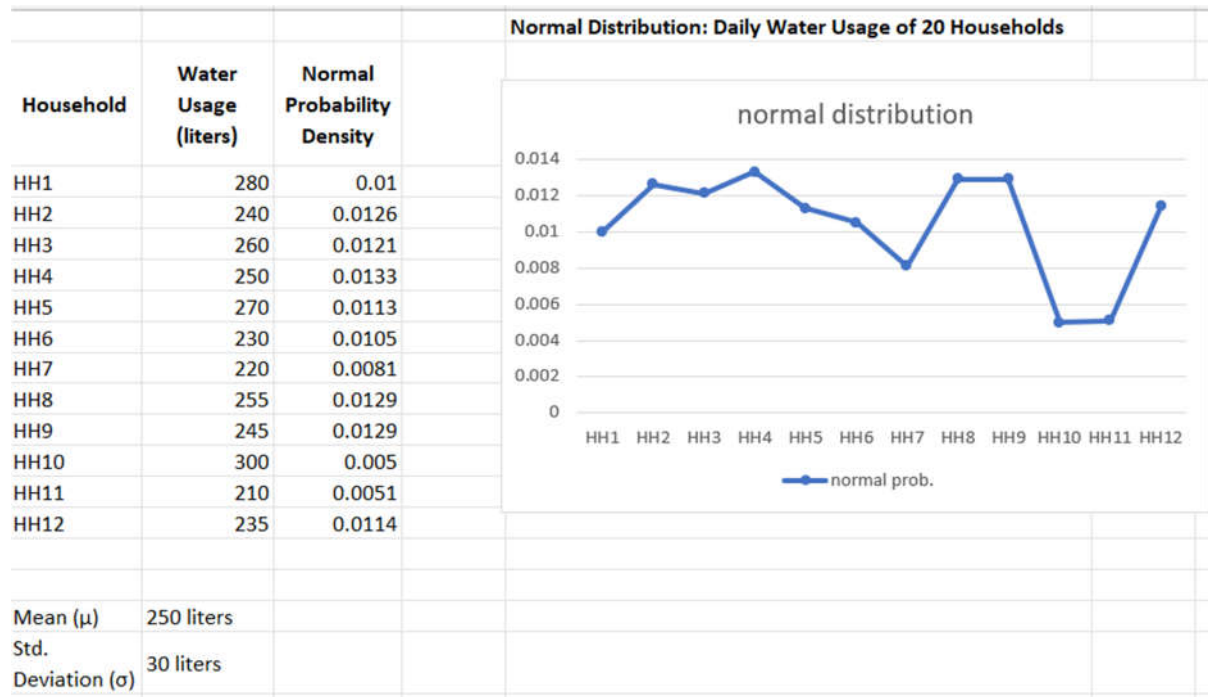 Normal Distribution: Daily Water Usage of 20 Households
Household Water Usage (liters) Normal Probability Density
HH1 280 0.01
HH2 240 0.0126
HH3 260 0.0121
HH4 250 0.0133
HH5 270 0.0113
HH6 230 0.0105
HH7 220 0.0081
HH8 255 0.0129
HH9 245 0.0129
HH10 300 0.005
HH11 210 0.0051
HH12 235 0.0114
Mean (μ) 250 liters
Std. Deviation (σ) 30 liters
normal distribution
0.014
0.012
0.01
0.008
0.006
0.004
0.002
0
HH1 HH2 HH3 HH4 HH5 HH6 HH7 HH8 HH9 HH10 HH11 HH12
normal prob.